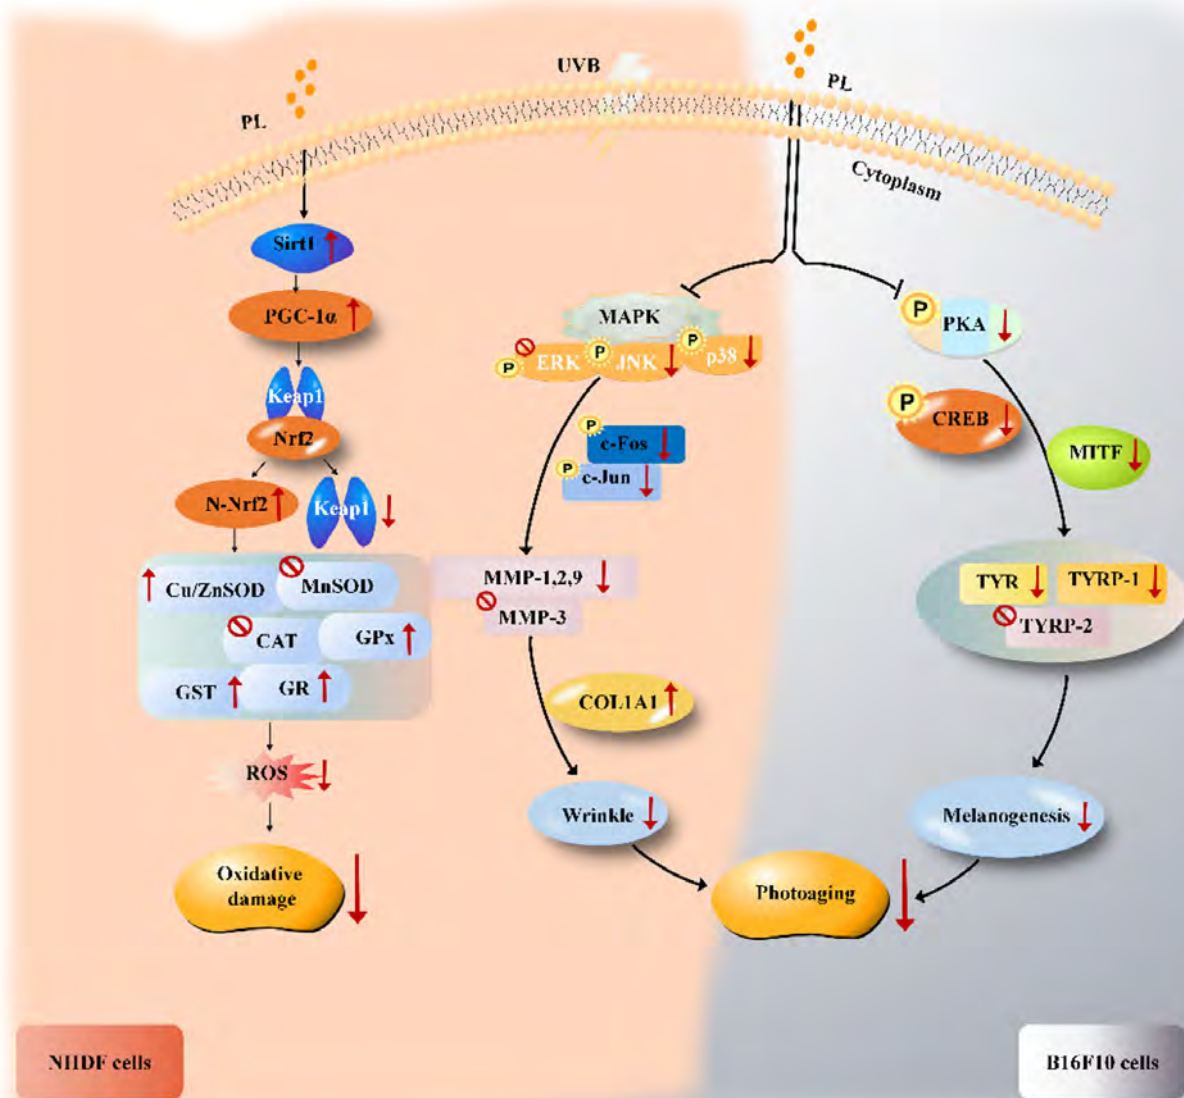 UVB
PL
PL
Cytoplasm
Sirt1
PGC-1α
Keap1
Nrf2
N-Nrf2
Keap1
Cu/ZnSOD
MnSOD
CAT
GPx
GST
GR
ROS
Oxidative
damage
MAPK
P
ERK
P
JNK
P
p38
P
c-Fos
P
c-Jun
MMP-1,2,9
MMP-3
COL1A1
Wrinkle
Photoaging
P
PKA
P
CREB
MITF
TYR
TYRP-1
TYRP-2
Melanogenesis
NHDF cells
B16F10 cells